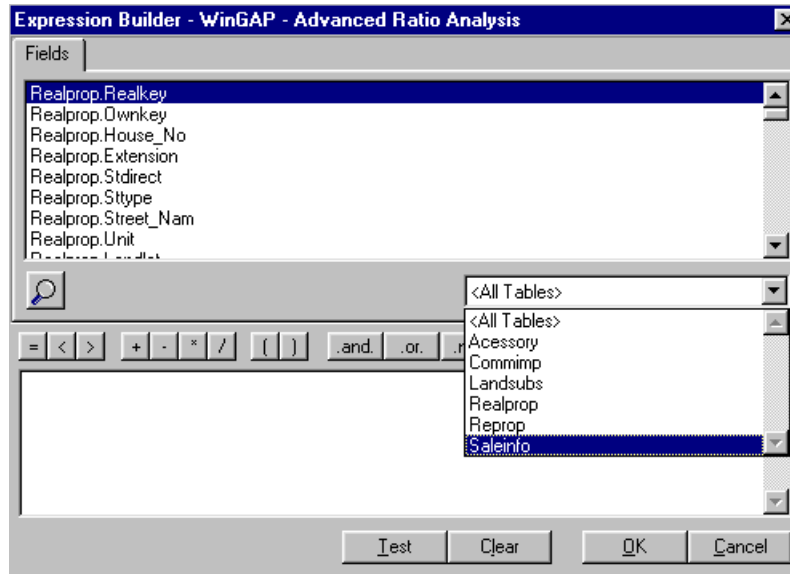 Expression Builder - WinGAP - Advanced Ratio Analysis
Fields
Realprop.Realkey
Realprop.Ownkey
Realprop.House_No
Realprop.Extension
Realprop.Stdirect
Realprop.Sttype
Realprop.Street_Nam
Realprop.Unit
<All Tables>
<All Tables>
Acessory
Commimp
Landsubs
Realprop
Reprop
Saleinfo
= < > + - * / ( ) .and. .or.
Test Clear OK Cancel